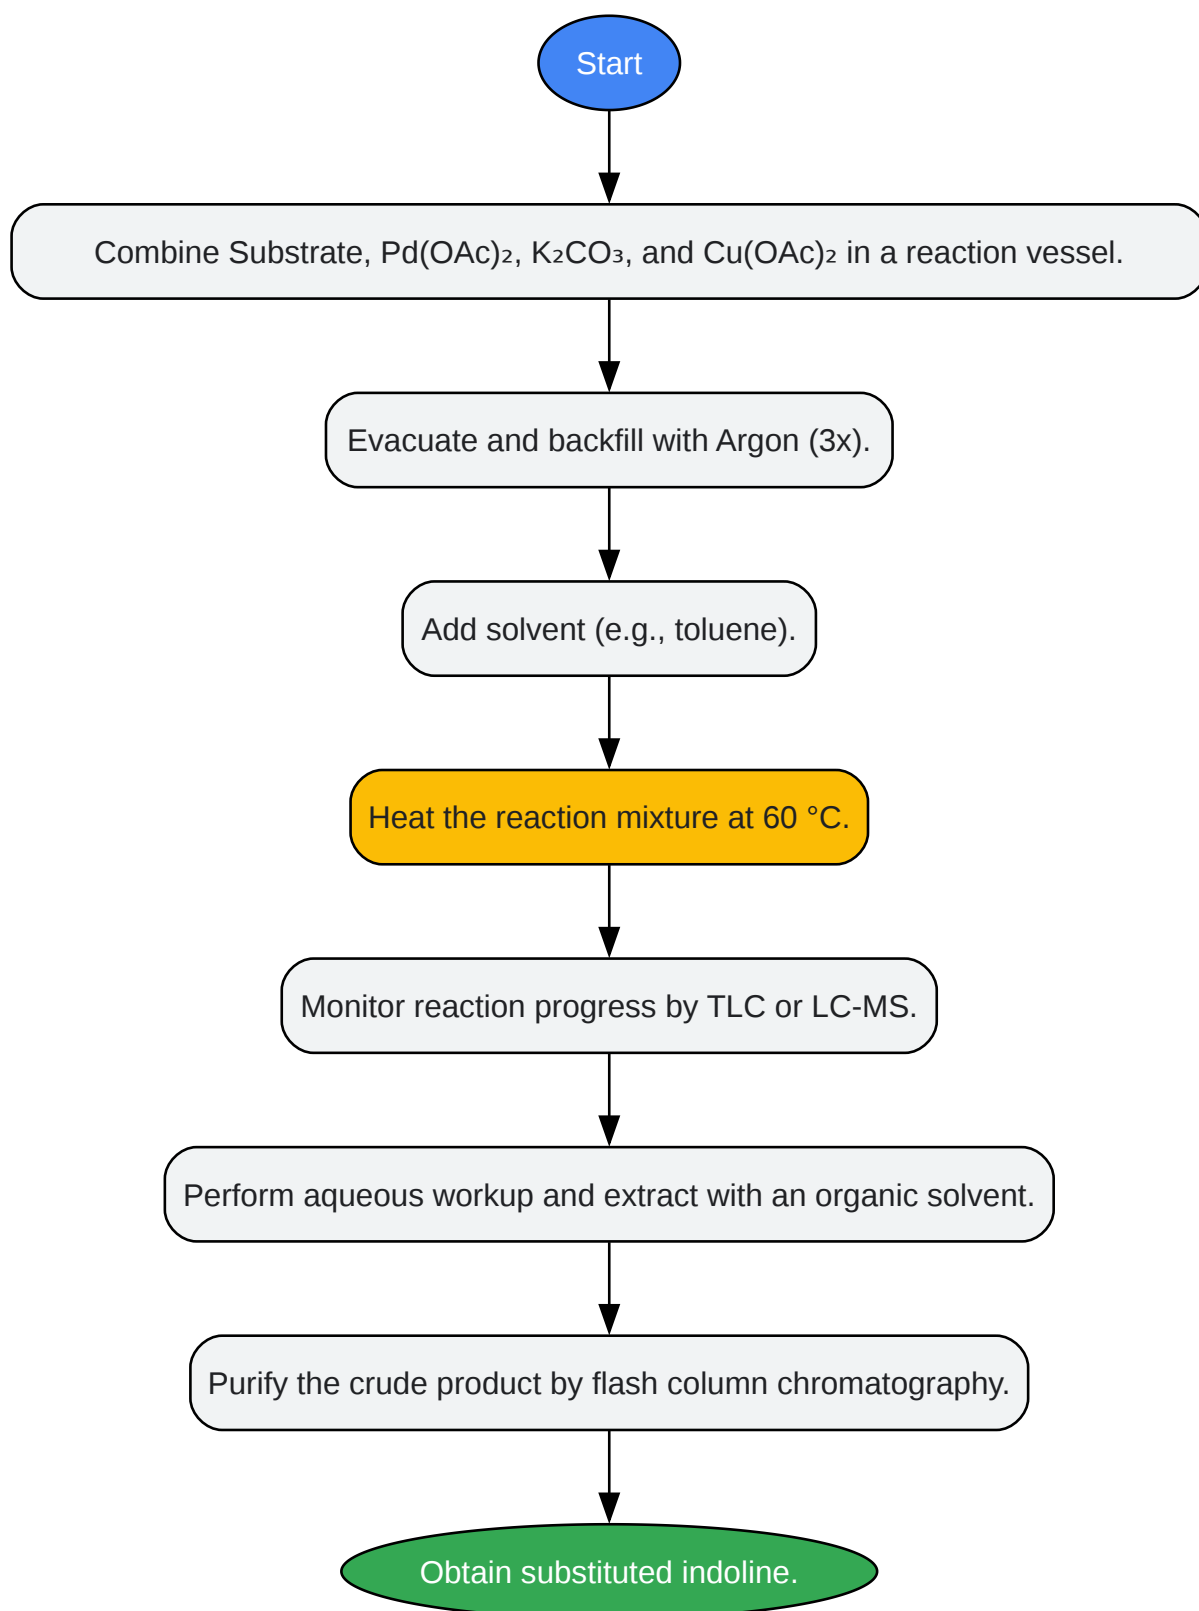 Start
Combine Substrate, Pd(OAc)₂, K₂CO₃, and Cu(OAc)₂ in a reaction vessel.
Evacuate and backfill with Argon (3x).
Add solvent (e.g., toluene).
Heat the reaction mixture at 60 °C.
Monitor reaction progress by TLC or LC-MS.
Perform aqueous workup and extract with an organic solvent.
Purify the crude product by flash column chromatography.
Obtain substituted indoline.